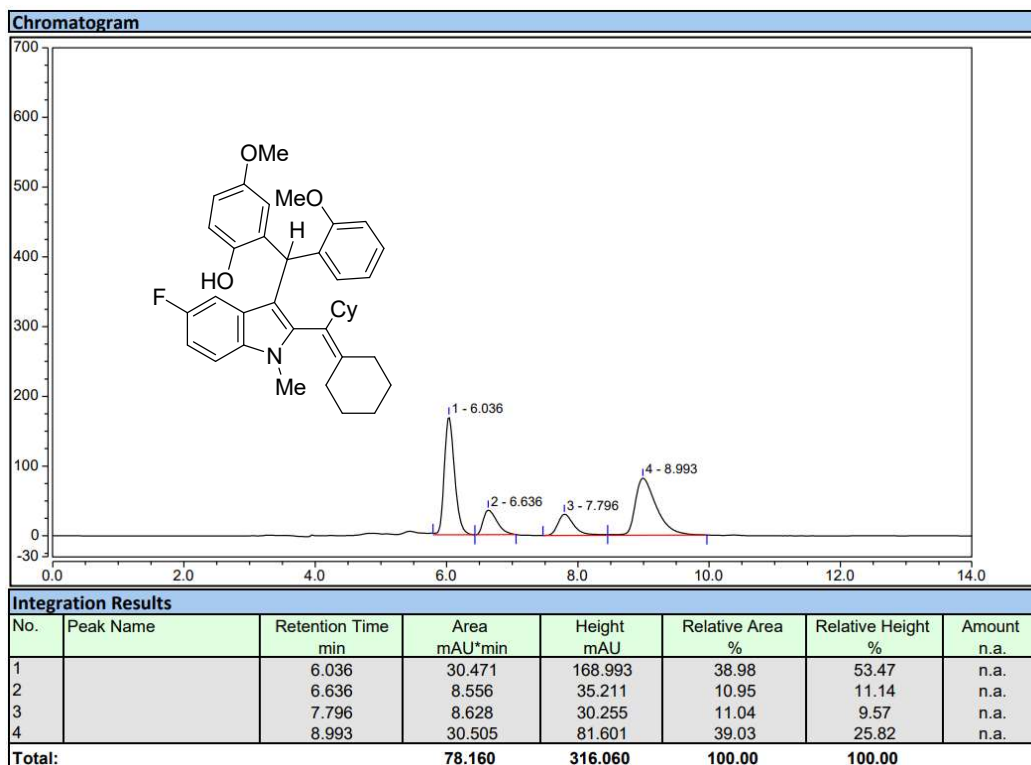 Chromatogram
700
600
500
400
300
200
100
0
-30
0.0 2.0 4.0 6.0 8.0 10.0 12.0 14.0
OMe
MeO
H
HO
F
Cy
N
Me
1 - 6.036
2 - 6.636
3 - 7.796
4 - 8.993
Integration Results
No. Peak Name Retention Time Area Height Relative Area Relative Height Amount
min mAU*min mAU % % n.a.
1 6.036 30.471 168.993 38.98 53.47 n.a.
2 6.636 8.556 35.211 10.95 11.14 n.a.
3 7.796 8.628 30.255 11.04 9.57 n.a.
4 8.993 30.505 81.601 39.03 25.82 n.a.
Total: 78.160 316.060 100.00 100.00